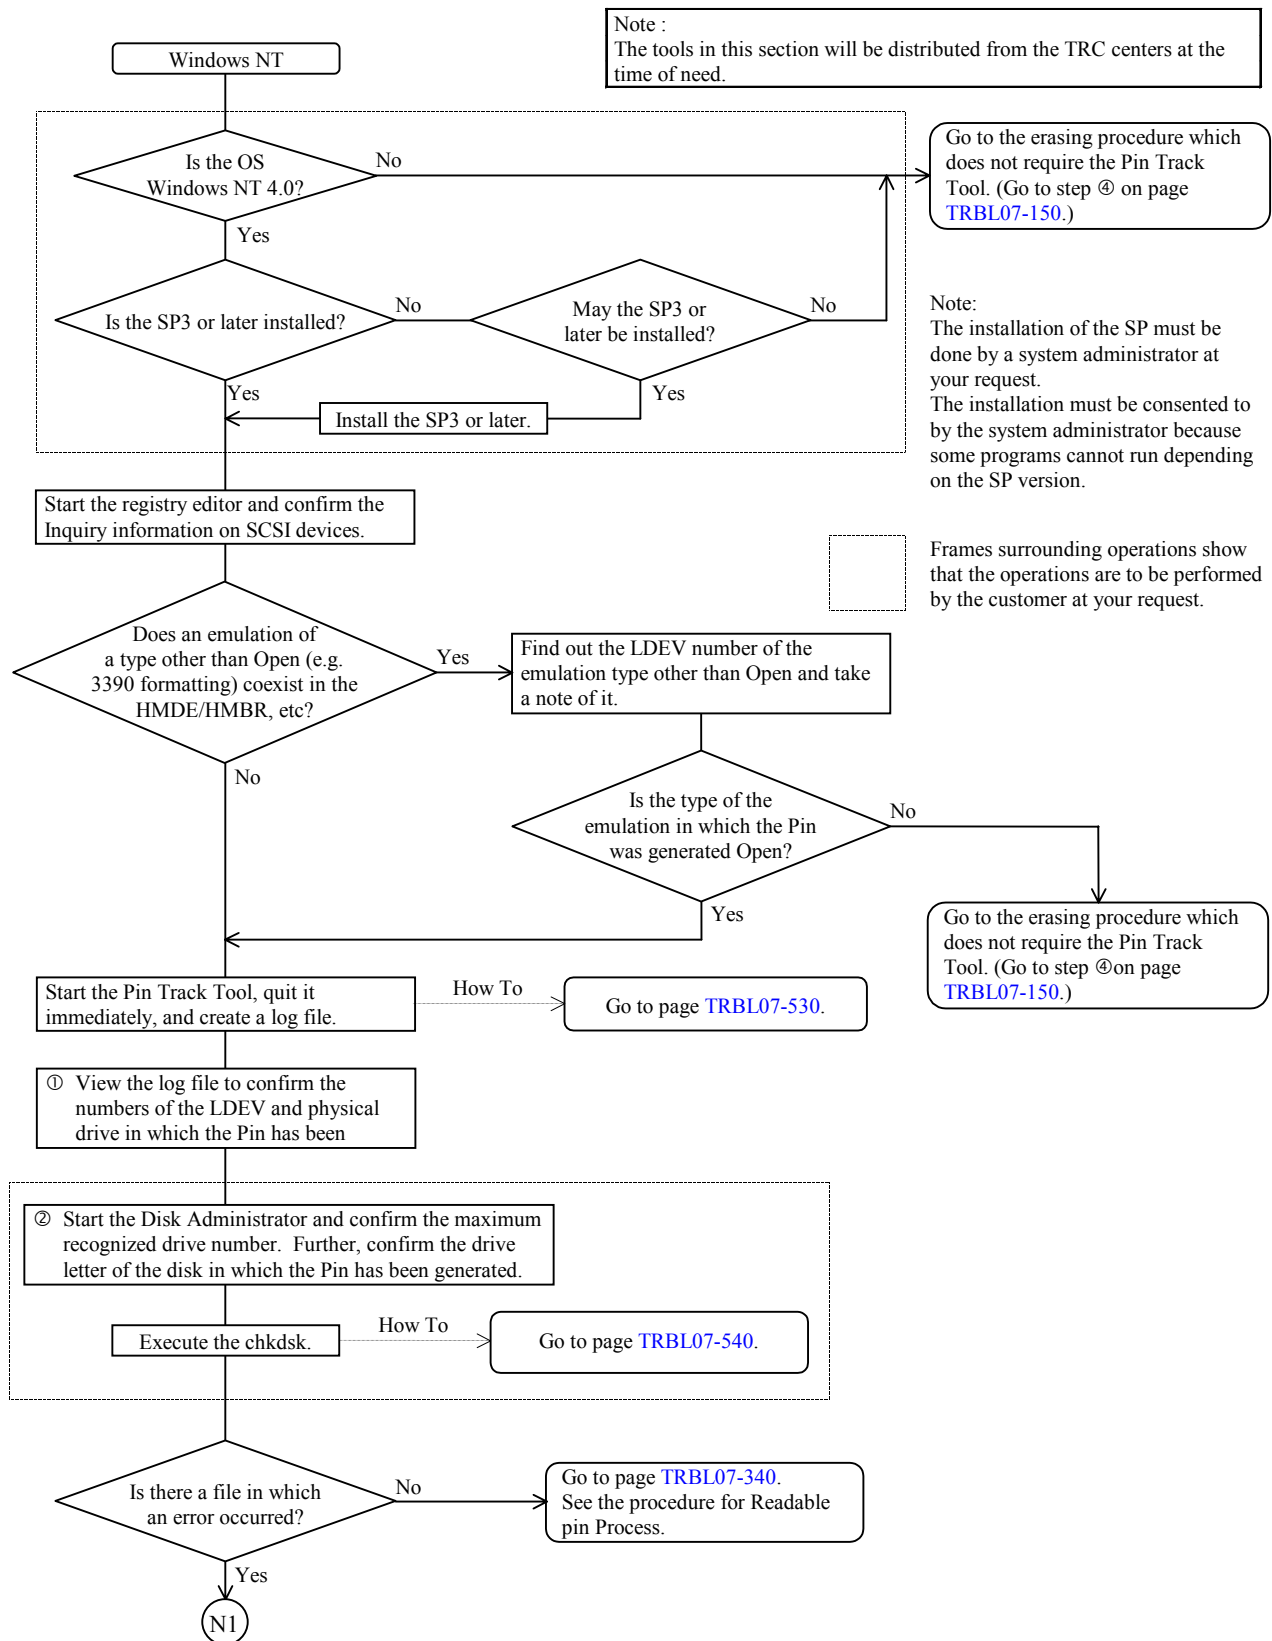 Note :
The tools in this section will be distributed from the TRC centers at the
time of need.
Windows NT
Is the OS
Windows NT 4.0?
No
Yes
Go to the erasing procedure which
does not require the Pin Track
Tool. (Go to step ④ on page
TRBL07-150.)
Is the SP3 or later installed?
No
Yes
May the SP3 or
later be installed?
No
Yes
Install the SP3 or later.
Note:
The installation of the SP must be
done by a system administrator at
your request.
The installation must be consented to
by the system administrator because
some programs cannot run depending
on the SP version.
Start the registry editor and confirm the
Inquiry information on SCSI devices.
Frames surrounding operations show
that the operations are to be performed
by the customer at your request.
Does an emulation of
a type other than Open (e.g.
3390 formatting) coexist in the
HMDE/HMBR, etc?
Yes
No
Find out the LDEV number of the
emulation type other than Open and take
a note of it.
Is the type of the
emulation in which the Pin
was generated Open?
No
Yes
Go to the erasing procedure which
does not require the Pin Track
Tool. (Go to step ④on page
TRBL07-150.)
Start the Pin Track Tool, quit it
immediately, and create a log file.
How To
Go to page TRBL07-530.
① View the log file to confirm the
numbers of the LDEV and physical
drive in which the Pin has been
② Start the Disk Administrator and confirm the maximum
recognized drive number. Further, confirm the drive
letter of the disk in which the Pin has been generated.
Execute the chkdsk.
How To
Go to page TRBL07-540.
Is there a file in which
an error occurred?
No
Yes
Go to page TRBL07-340.
See the procedure for Readable
pin Process.
N1